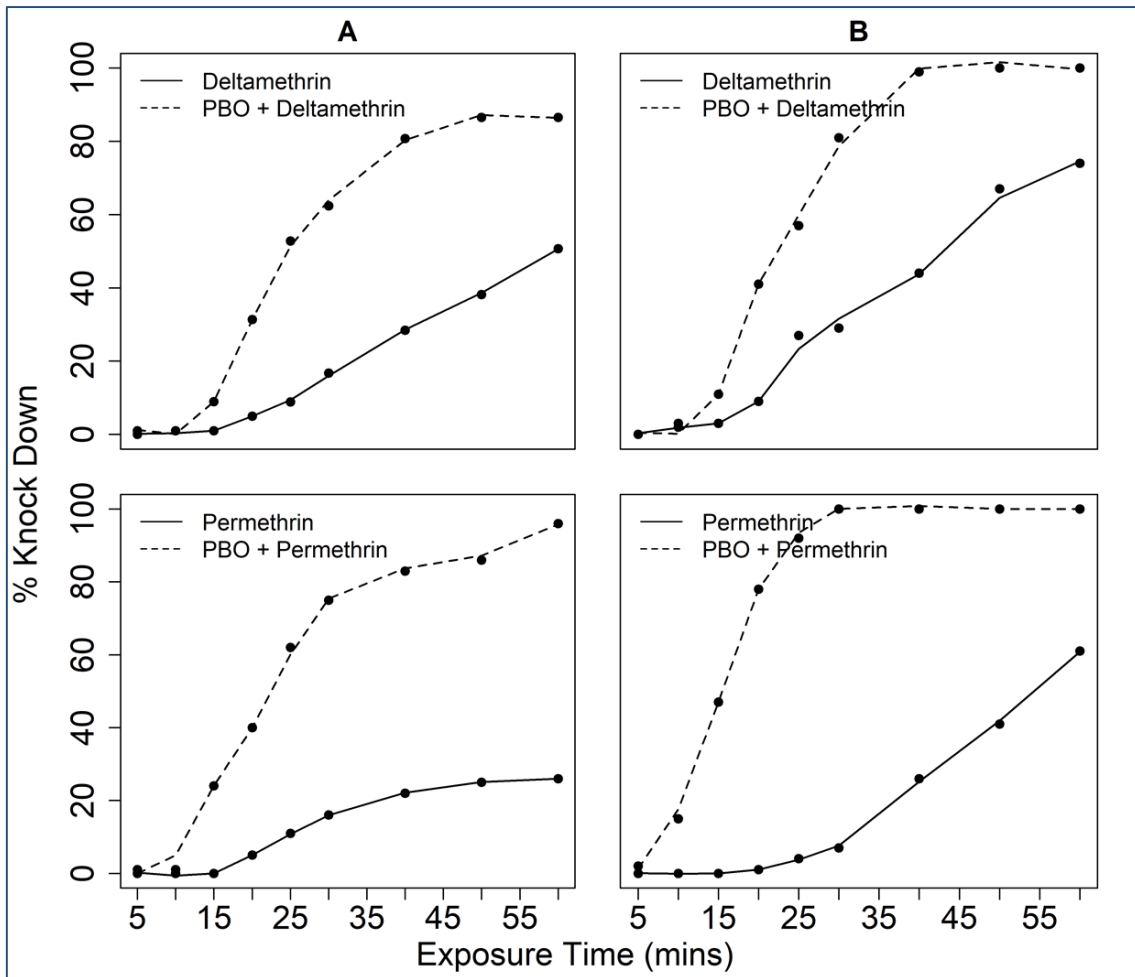 A
B
100
80
60
40
20
0
Deltamethrin
PBO + Deltamethrin
Deltamethrin
PBO + Deltamethrin
% Knock Down
100
80
60
40
20
0
Permethrin
PBO + Permethrin
Permethrin
PBO + Permethrin
5 15 25 35 45 55
5 15 25 35 45 55
Exposure Time (mins)